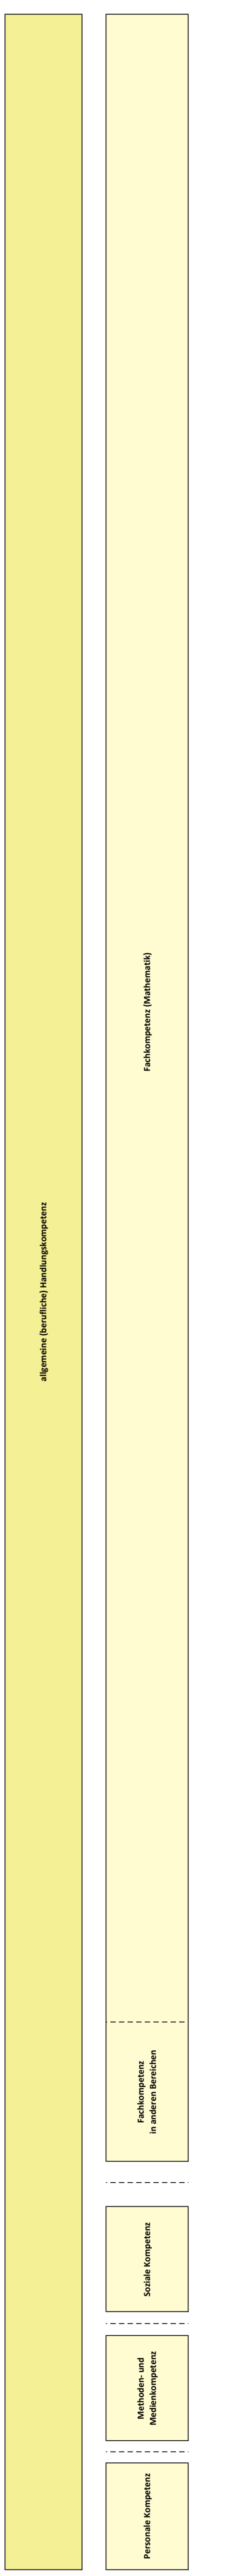 allgemeine (berufliche) Handlungskompetenz
Fachkompetenz (Mathematik)
Fachkompetenz
in anderen Bereichen
Soziale Kompetenz
Methoden- und
Medienkompetenz
Personale Kompetenz